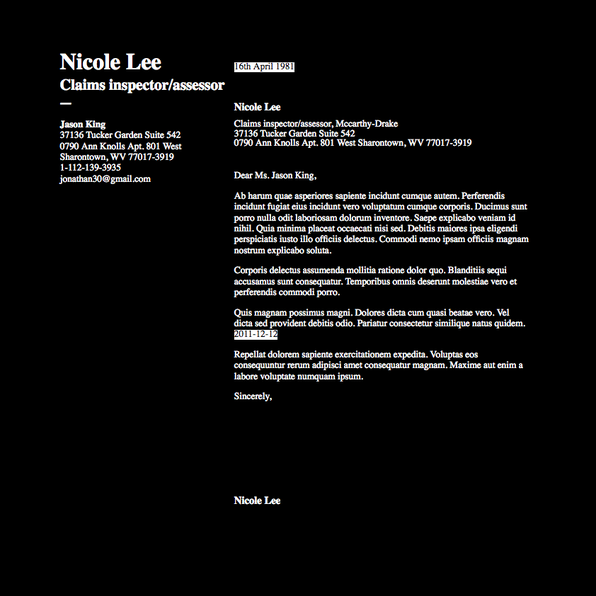 Nicole Lee
Claims inspector/assessor
Jason King
37136 Tucker Garden Suite 542
0790 Ann Knolls Apt. 801 West
Sharontown, WV 77017-3919
1-112-139-3935
jonathan30@gmail.com
16th April 1981
Nicole Lee
Claims inspector/assessor, Mccarthy-Drake
37136 Tucker Garden Suite 542
0790 Ann Knolls Apt. 801 West Sharontown, WV 77017-3919
Dear Ms. Jason King,
Ab harum quae asperiores sapiente incidunt cumque autem. Perferendis
incidunt fugiat eius incidunt vero voluptatum cumque corporis. Ducimus sunt
porro nulla odit laboriosam dolorum inventore. Saepe explicabo veniam id
nihil. Quia minima placeat occaecati nisi sed. Debitis maiores ipsa eligendi
perspiciatis iusto illo officiis delectus. Commodi nemo ipsam officiis magnam
nostrum explicabo soluta.
Corporis delectus assumenda mollitia ratione dolor quo. Blanditiis sequi
accusamus sunt consequatur. Temporibus omnis deserunt molestiae vero et
perferendis commodi porro.
Quis magnam possimus magni. Dolores dicta cum quasi beatae vero. Vel
dicta sed provident debitis odio. Pariatur consectetur similique natus quidem.
2011-12-12
Repellat dolorem sapiente exercitationem expedita. Voluptas eos
consequuntur rerum adipisci amet consequatur magnam. Maxime aut enim a
labore voluptate numquam ipsum.
Sincerely,
Nicole Lee